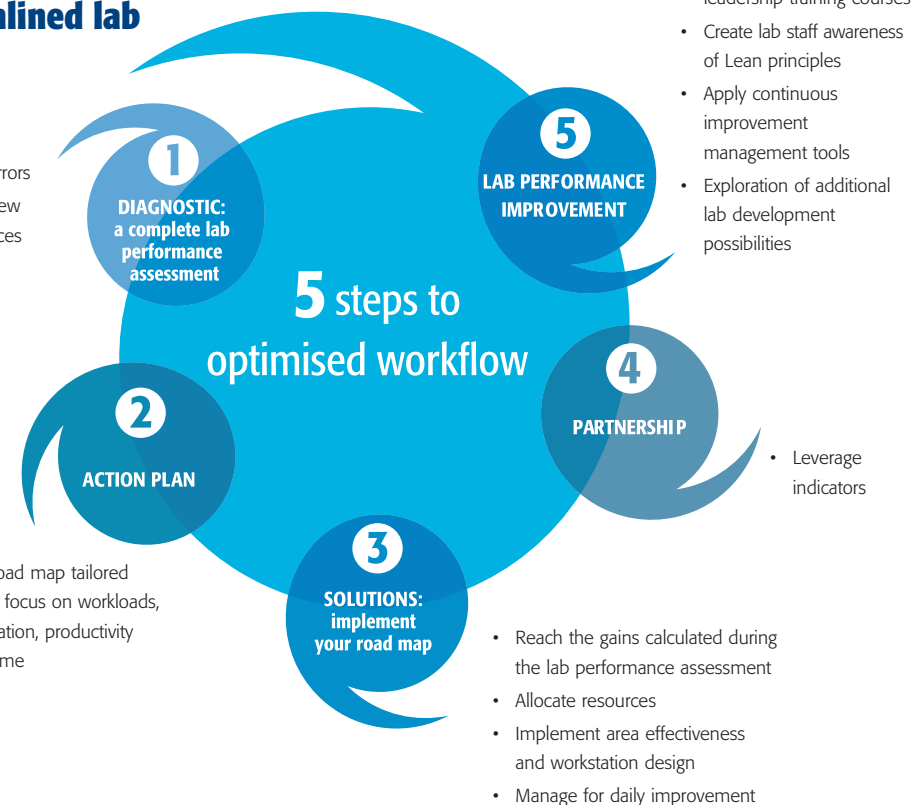 lined lab
leadership training courses
• Create lab staff awareness
of Lean principles
• Apply continuous
improvement
management tools
• Exploration of additional
lab development
possibilities
5
LAB PERFORMANCE
IMPROVEMENT
1
DIAGNOSTIC:
a complete lab
performance
assessment
5 steps to
optimised workflow
4
PARTNERSHIP
• Leverage
indicators
2
ACTION PLAN
oad map tailored
focus on workloads,
ation, productivity
me
3
SOLUTIONS:
implement
your road map
• Reach the gains calculated during
the lab performance assessment
• Allocate resources
• Implement area effectiveness
and workstation design
• Manage for daily improvement